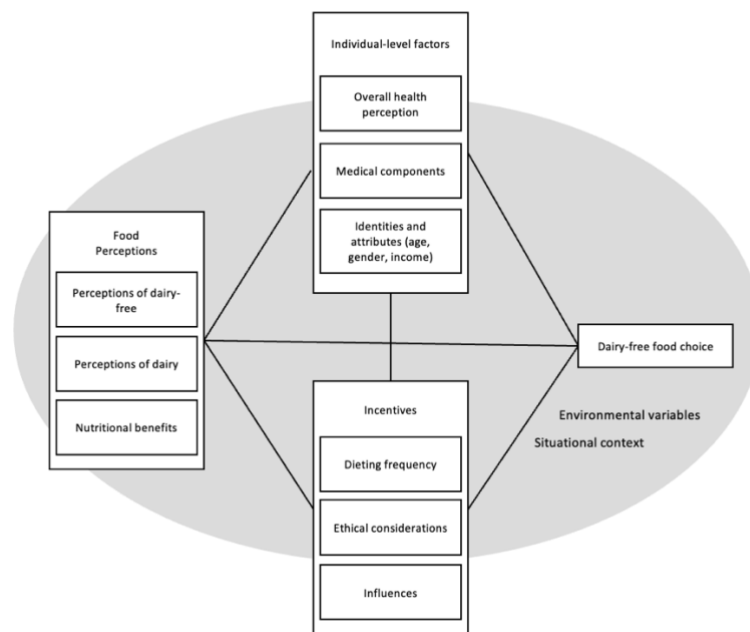 Individual-level factors
Overall health
perception
Medical components
Identities and
attributes (age,
gender, income)
Food
Perceptions
Perceptions of dairy-
free
Perceptions of dairy
Nutritional benefits
Dairy-free food choice
Incentives
Dieting frequency
Ethical considerations
Influences
Environmental variables
Situational context